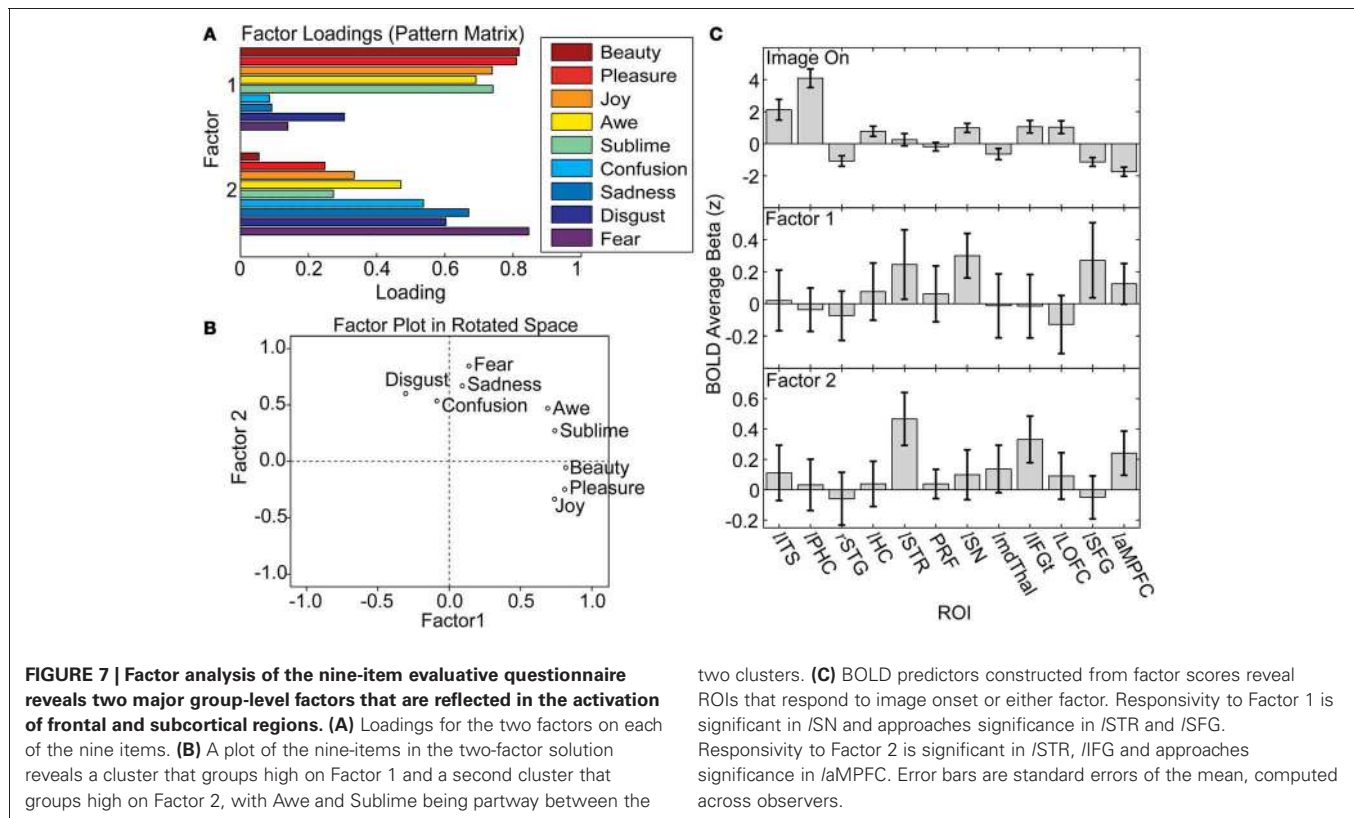 A
Factor Loadings (Pattern Matrix)
Factor
1
2
0
0.2
0.4
0.6
0.8
1
Loading
Beauty
Pleasure
Joy
Awe
Sublime
Confusion
Sadness
Disgust
Fear
B
Factor Plot in Rotated Space
Factor 2
1.0
0.5
0.0
-0.5
-1.0
Fear
Disgust
Sadness
Confusion
Awe
Sublime
Beauty
Pleasure
Joy
-1.0
-0.5
0.0
0.5
1.0
Factor1
C
BOLD Average Beta (z)
Image On
4
2
0
-2
Factor 1
0.4
0.2
0
-0.2
Factor 2
0.6
0.4
0.2
0
-0.2
lITS
lPHC
rSTG
lHC
lSTR
PRF
lSN
lmdThal
lIFGt
lLOFC
lSFG
laMPFC
ROI
FIGURE 7 | Factor analysis of the nine-item evaluative questionnaire
reveals two major group-level factors that are reflected in the activation
of frontal and subcortical regions. (A) Loadings for the two factors on each
of the nine items. (B) A plot of the nine-items in the two-factor solution
reveals a cluster that groups high on Factor 1 and a second cluster that
groups high on Factor 2, with Awe and Sublime being partway between the
two clusters. (C) BOLD predictors constructed from factor scores reveal
ROIs that respond to image onset or either factor. Responsivity to Factor 1 is
significant in lSN and approaches significance in lSTR and lSFG.
Responsivity to Factor 2 is significant in lSTR, lIFG and approaches
significance in laMPFC. Error bars are standard errors of the mean, computed
across observers.